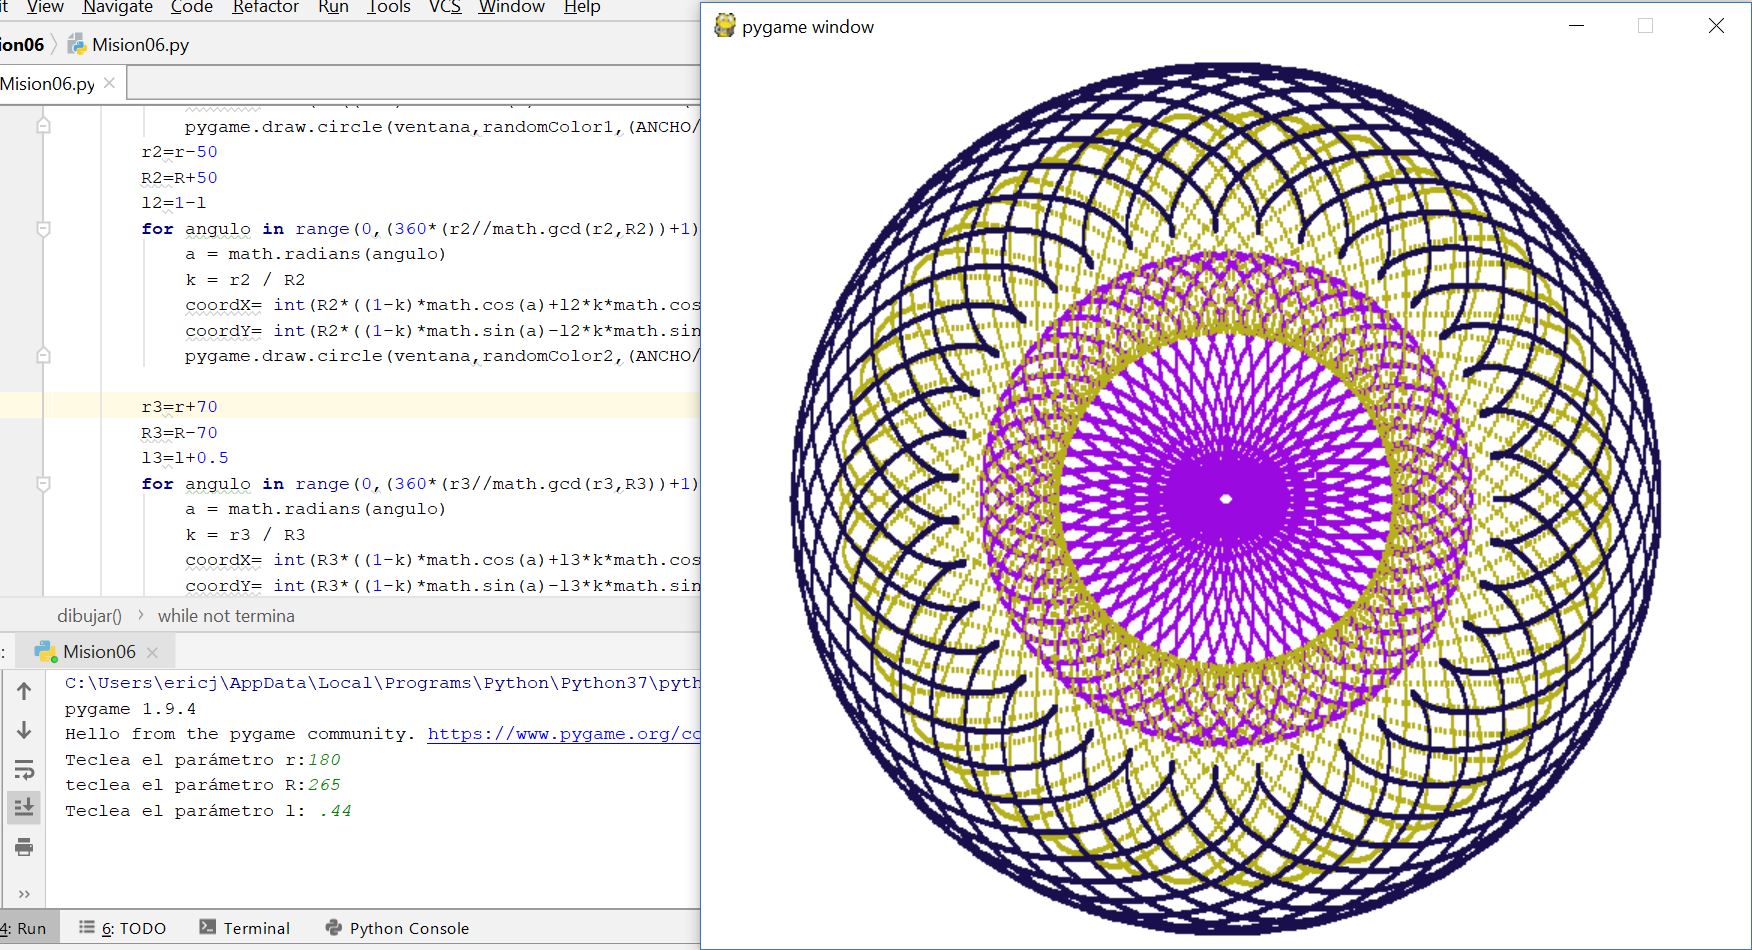 it View Navigate Code Refactor Run Tools VCS Window Help
ion06 Mision06.py
Mision06.py
pygame.draw.circle(ventana,randomColor1,(ANCHO/
r2=r-50
R2=R+50
l2=1-l
for angulo in range(0,(360*(r2//math.gcd(r2,R2))+1)
a = math.radians(angulo)
k = r2 / R2
coordX= int(R2*((1-k)*math.cos(a)+l2*k*math.cos
coordY= int(R2*((1-k)*math.sin(a)-l2*k*math.sin
pygame.draw.circle(ventana,randomColor2,(ANCHO/
r3=r+70
R3=R-70
l3=l+0.5
for angulo in range(0,(360*(r3//math.gcd(r3,R3))+1)
a = math.radians(angulo)
k = r3 / R3
coordX= int(R3*((1-k)*math.cos(a)+l3*k*math.cos
coordY= int(R3*((1-k)*math.sin(a)-l3*k*math.sin
dibujar() › while not termina
: Mision06
C:\Users\ericj\AppData\Local\Programs\Python\Python37\pyth
pygame 1.9.4
Hello from the pygame community. https://www.pygame.org/co
Teclea el parámetro r:180
teclea el parámetro R:265
Teclea el parámetro l: .44
4: Run 6: TODO Terminal Python Console
pygame window